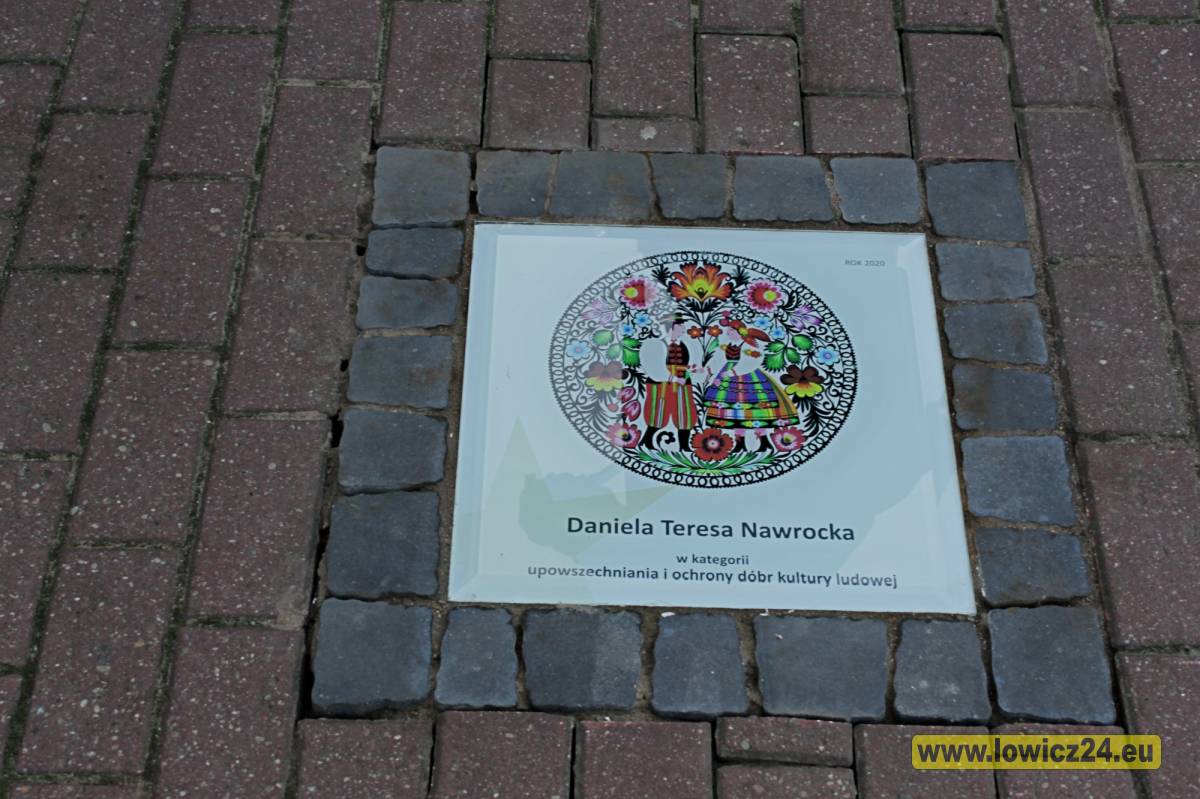 ROK 2020
Daniela Teresa Nawrocka
w kategorii
upowszechniania i ochrony dóbr kultury ludowej
www.lowicz24.eu